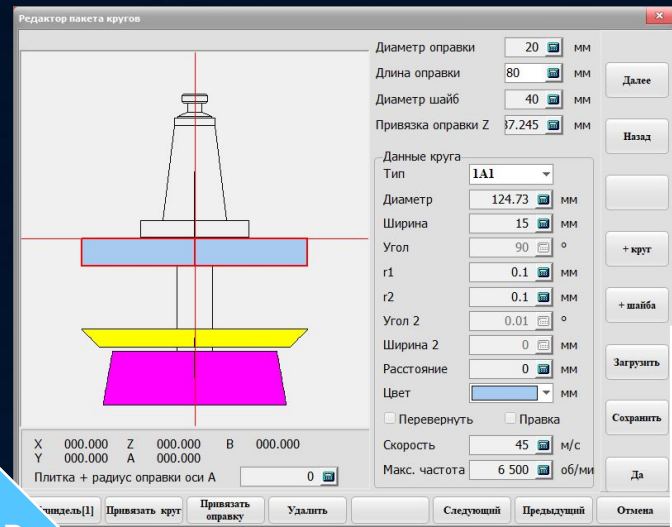 Редактор пакета кругов
Диаметр оправки 20 мм
Длина оправки 80 мм
Диаметр шайб 40 мм
Привязка оправки Z 37.245 мм
Данные круга
Тип 1A1
Диаметр 124.73 мм
Ширина 15 мм
Угол 90 °
r1 0.1 мм
r2 0.1 мм
Угол 2 0.01 °
Ширина 2 0 мм
Расстояние 0 мм
Цвет мм
Перевернуть Правка
Скорость 45 м/с
Макс. частота 6 500 об/ми
X 000.000 Z 000.000 B 000.000
Y 000.000 A 000.000
Плитка + радиус оправки оси A 0
Далее
Назад
+ круг
+ шайба
Загрузить
Сохранить
Да
Привязать круг
Привязать
оправку
Удалить
Следующий
Предыдущий
Отмена